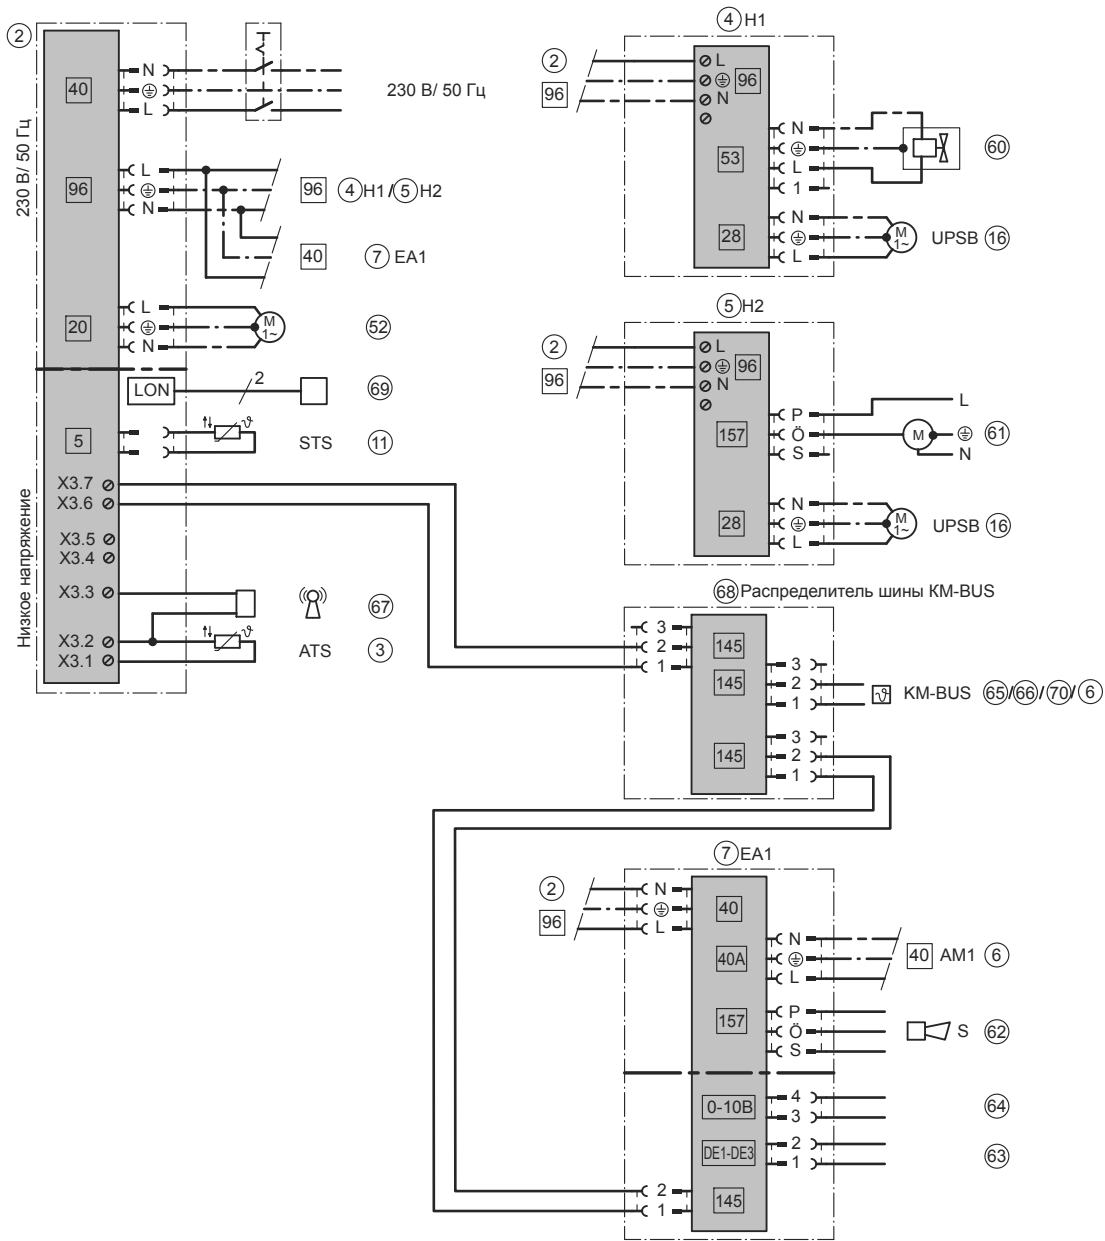 2
230 В/ 50 Гц
40
N
L
230 В/ 50 Гц
96
L
N
96 4 H1/5 H2
40 7 EA1
20
L
N
M
1~
52
LON
2
69
5
ϑ
STS 11
Низкое напряжение
X3.7
X3.6
X3.5
X3.4
X3.3
67
X3.2
X3.1
ϑ
ATS 3
4 H1
2
96
L
N
96
53
N
L
1
60
28
N
L
M
1~
UPSB 16
5 H2
2
96
L
N
96
157
P
Ö
S
M
L
N
61
28
N
L
M
1~
UPSB 16
68 Распределитель шины KM-BUS
3
2
1
145
145
3
2
1
ϑ KM-BUS 65/66/70/6
145
3
2
1
7 EA1
2
96
N
L
40
40A
N
L
40 AM1 6
157
P
Ö
S
S 62
0-10В
4
3
64
DE1-DE3
2
1
63
2
1
145